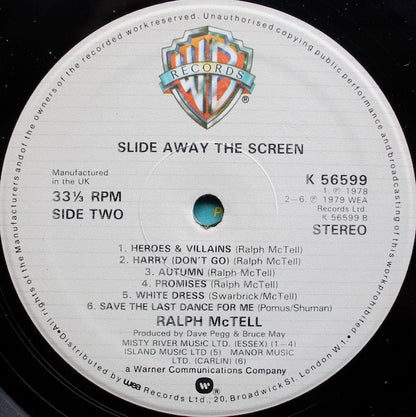 All rights of the Manufacturers and of the owners of the recorded work reserved. Unauthorised copying public performance and broadcasting of this work prohibited.
WB
RECORDS
®
SLIDE AWAY THE SCREEN
Manufactured
in the UK
33⅓ RPM
SIDE TWO
K 56599
1. ℗ 1978
2-6. ℗ 1979 WEA
Records Ltd.
K 56599 B
STEREO
1. HEROES & VILLAINS (Ralph McTell)
2. HARRY (DON'T GO) (Ralph McTell)
3. AUTUMN (Ralph McTell)
4. PROMISES (Ralph McTell)
5. WHITE DRESS (Swarbrick/McTell)
6. SAVE THE LAST DANCE FOR ME (Pomus/Shuman)
RALPH McTELL
Produced by Dave Pegg & Bruce May
MISTY RIVER MUSIC LTD. (ESSEX) (1-4)
ISLAND MUSIC LTD (5) MANOR MUSIC
LTD. (CARLIN) (6)
a Warner Communications Company
Distributed by wea Records Ltd., 20, Broadwick St. London W.1.